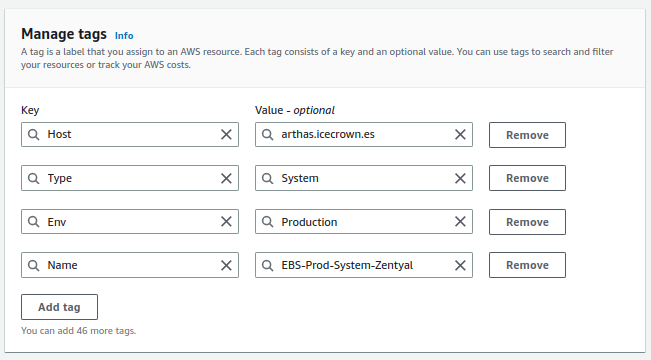 Manage tags Info
A tag is a label that you assign to an AWS resource. Each tag consists of a key and an optional value. You can use tags to search and filter
your resources or track your AWS costs.
Key Value - optional
Host arthas.icecrown.es Remove
Type System Remove
Env Production Remove
Name EBS-Prod-System-Zentyal Remove
Add tag
You can add 46 more tags.